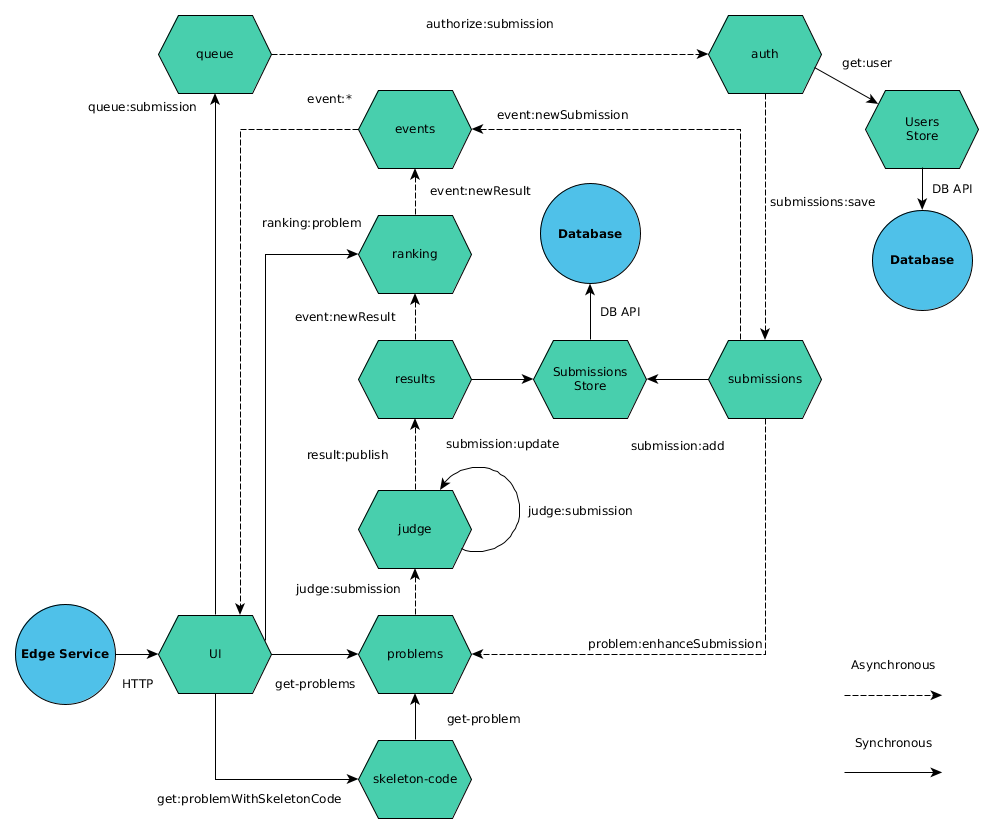 authorize:submission
queue
auth
get:user
queue:submission
event:*
events
event:newSubmission
Users
Store
event:newResult
DB API
submissions:save
ranking:problem
ranking
Database
Database
event:newResult
DB API
results
Submissions
Store
submissions
result:publish
submission:update
submission:add
judge
judge:submission
judge:submission
problem:enhanceSubmission
Edge Service
UI
problems
Asynchronous
HTTP
get-problems
get-problem
Synchronous
skeleton-code
get:problemWithSkeletonCode